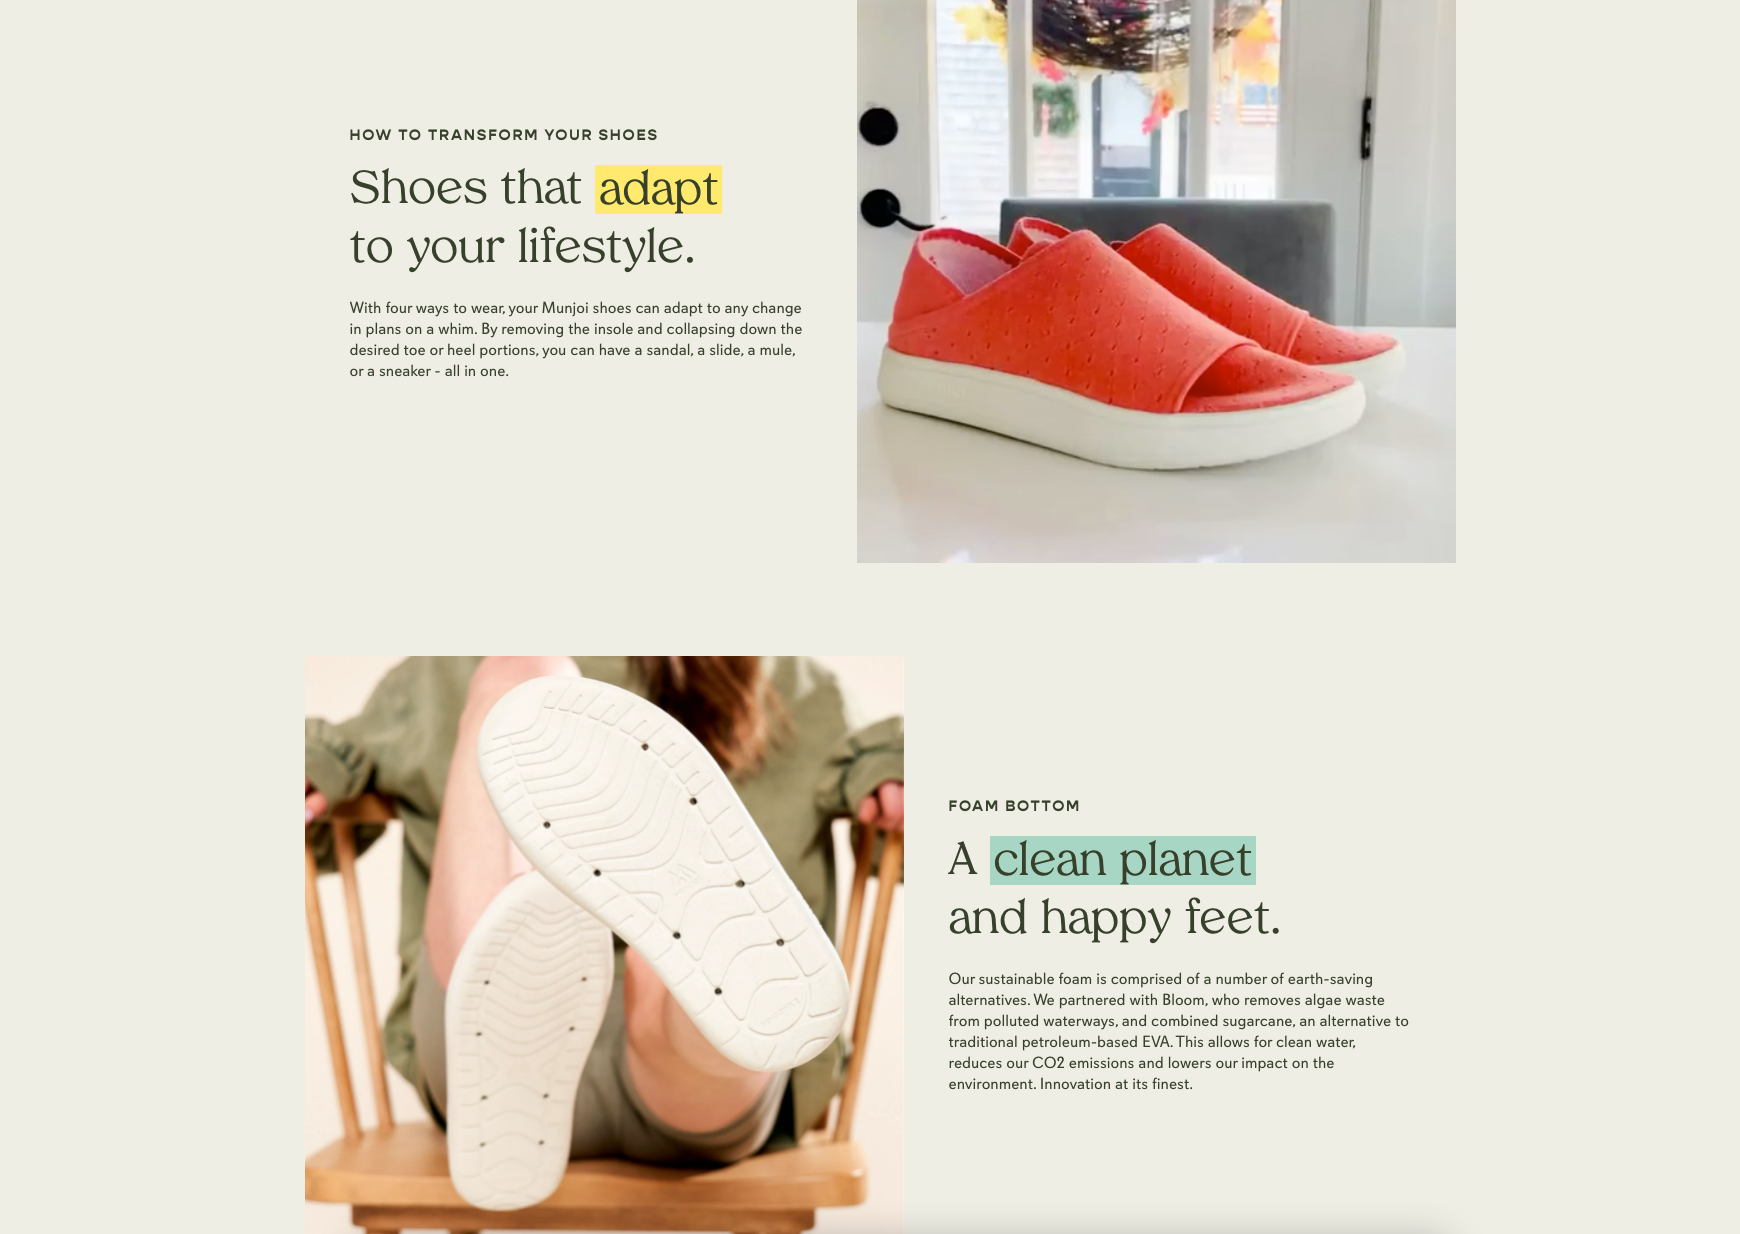 HOW TO TRANSFORM YOUR SHOES
Shoes that adapt
to your lifestyle.
With four ways to wear, your Munjoi shoes can adapt to any change
in plans on a whim. By removing the insole and collapsing down the
desired toe or heel portions, you can have a sandal, a slide, a mule,
or a sneaker - all in one.
FOAM BOTTOM
A clean planet
and happy feet.
Our sustainable foam is comprised of a number of earth-saving
alternatives. We partnered with Bloom, who removes algae waste
from polluted waterways, and combined sugarcane, an alternative to
traditional petroleum-based EVA. This allows for clean water,
reduces our CO2 emissions and lowers our impact on the
environment. Innovation at its finest.